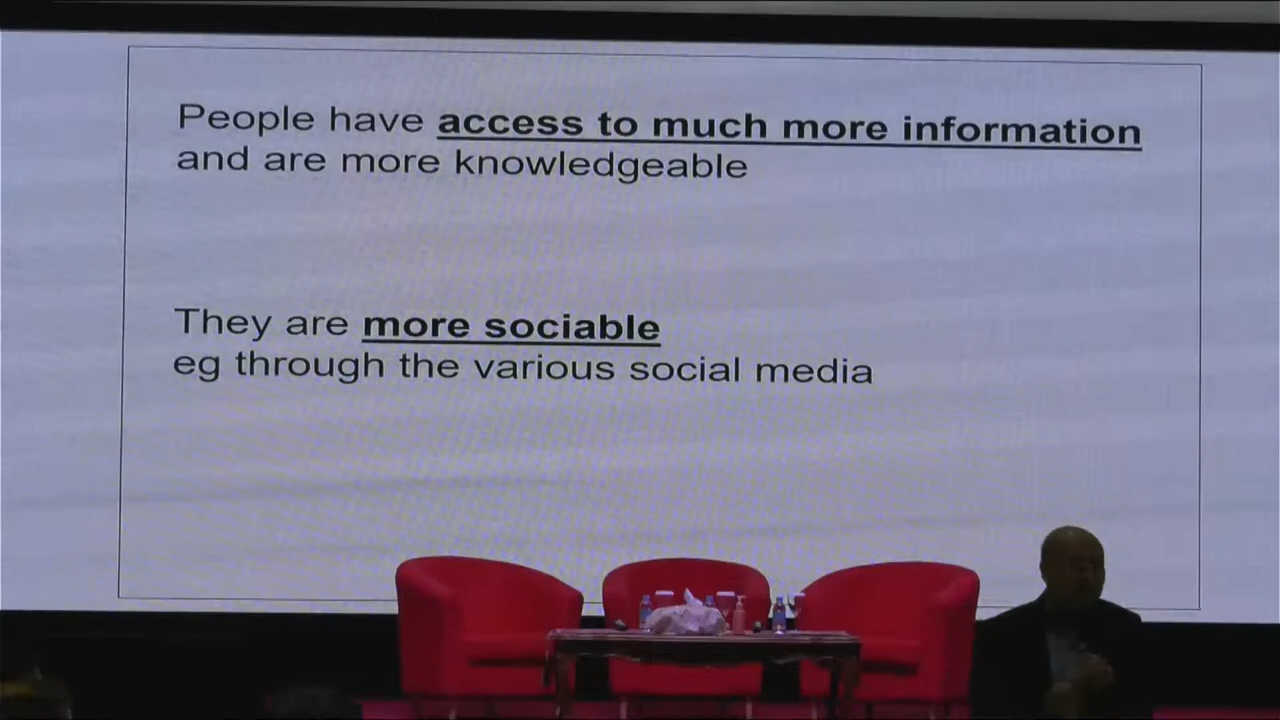 People have access to much more information
and are more knowledgeable
They are more sociable
eg through the various social media